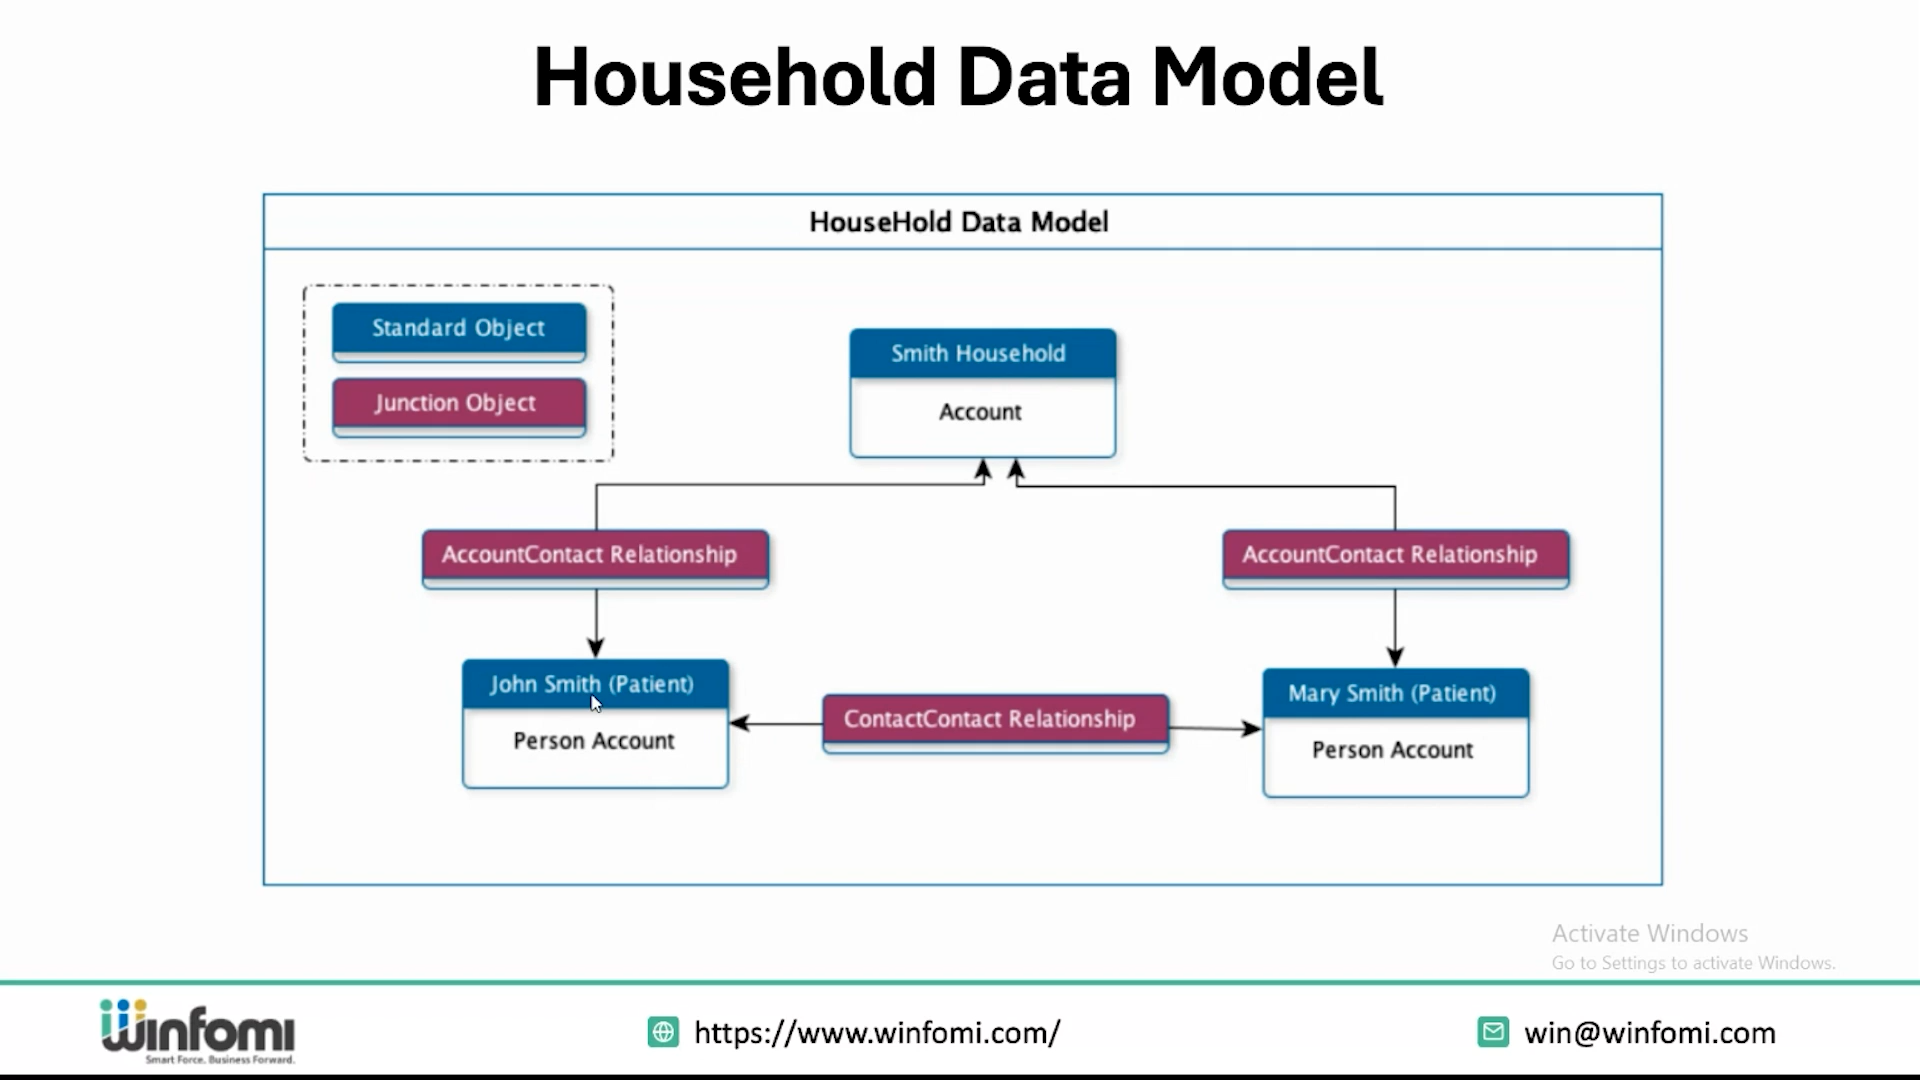 Household Data Model
HouseHold Data Model
Standard Object
Junction Object
Smith Household
Account
AccountContact Relationship
AccountContact Relationship
John Smith (Patient)
Person Account
ContactContact Relationship
Mary Smith (Patient)
Person Account
Activate Windows
Go to Settings to activate Windows.
winfomi
Smart Force. Business Forward.
https://www.winfomi.com/
win@winfomi.com